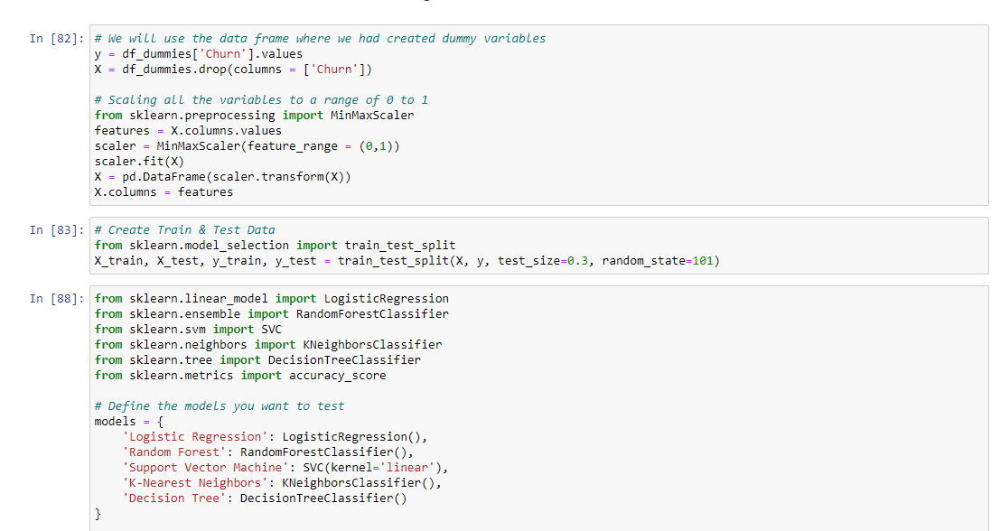 In [82]: # We will use the data frame where we had created dummy variables
y = df_dummies['Churn'].values
X = df_dummies.drop(columns = ['Churn'])
# Scaling all the variables to a range of 0 to 1
from sklearn.preprocessing import MinMaxScaler
features = X.columns.values
scaler = MinMaxScaler(feature_range = (0,1))
scaler.fit(X)
X = pd.DataFrame(scaler.transform(X))
X.columns = features
In [83]: # Create Train & Test Data
from sklearn.model_selection import train_test_split
X_train, X_test, y_train, y_test = train_test_split(X, y, test_size=0.3, random_state=101)
In [88]: from sklearn.linear_model import LogisticRegression
from sklearn.ensemble import RandomForestClassifier
from sklearn.svm import SVC
from sklearn.neighbors import KNeighborsClassifier
from sklearn.tree import DecisionTreeClassifier
from sklearn.metrics import accuracy_score
# Define the models you want to test
models = {
'Logistic Regression': LogisticRegression(),
'Random Forest': RandomForestClassifier(),
'Support Vector Machine': SVC(kernel='linear'),
'K-Nearest Neighbors': KNeighborsClassifier(),
'Decision Tree': DecisionTreeClassifier()
}